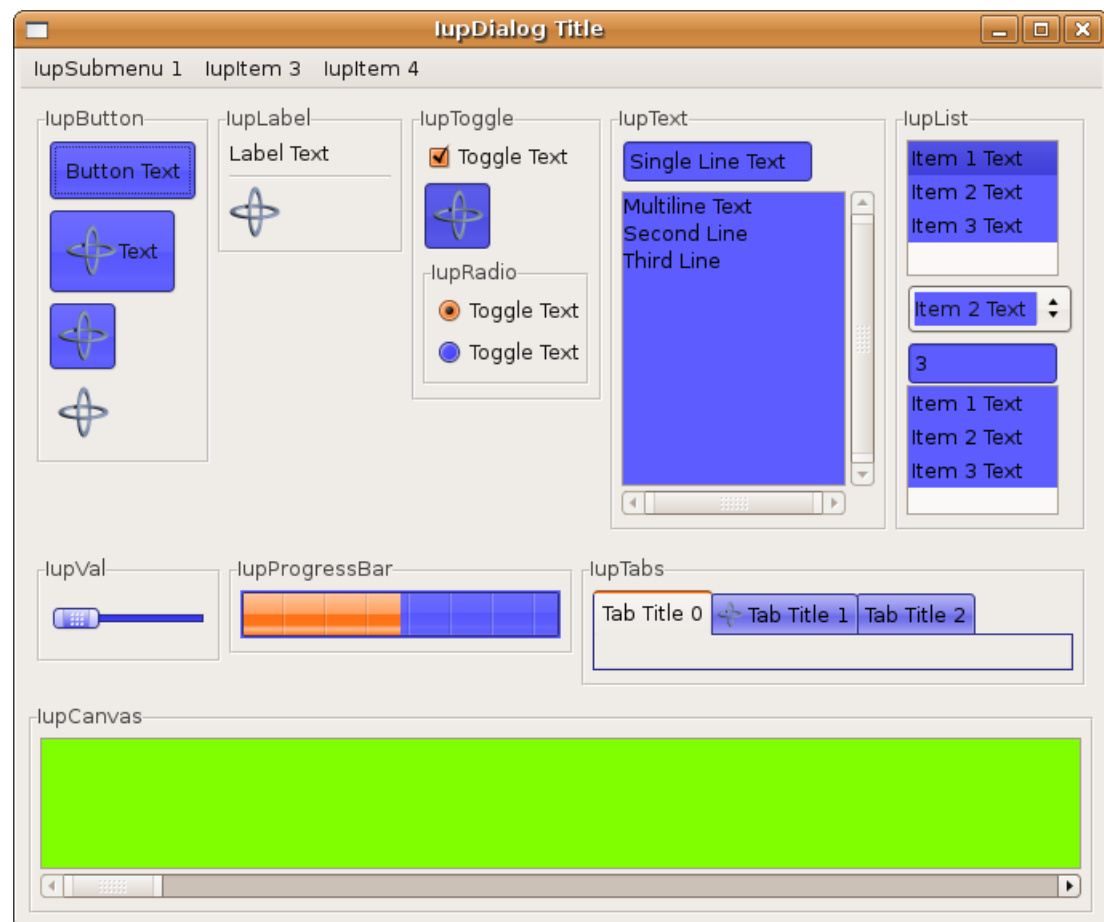 IupDialog Title
IupSubmenu 1 IupItem 3 IupItem 4
IupButton
Button Text
Text
IupLabel
Label Text
IupToggle
Toggle Text
IupRadio
Toggle Text
Toggle Text
IupText
Single Line Text
Multiline Text
Second Line
Third Line
IupList
Item 1 Text
Item 2 Text
Item 3 Text
Item 2 Text
3
Item 1 Text
Item 2 Text
Item 3 Text
IupVal
IupProgressBar
IupTabs
Tab Title 0 Tab Title 1 Tab Title 2
IupCanvas